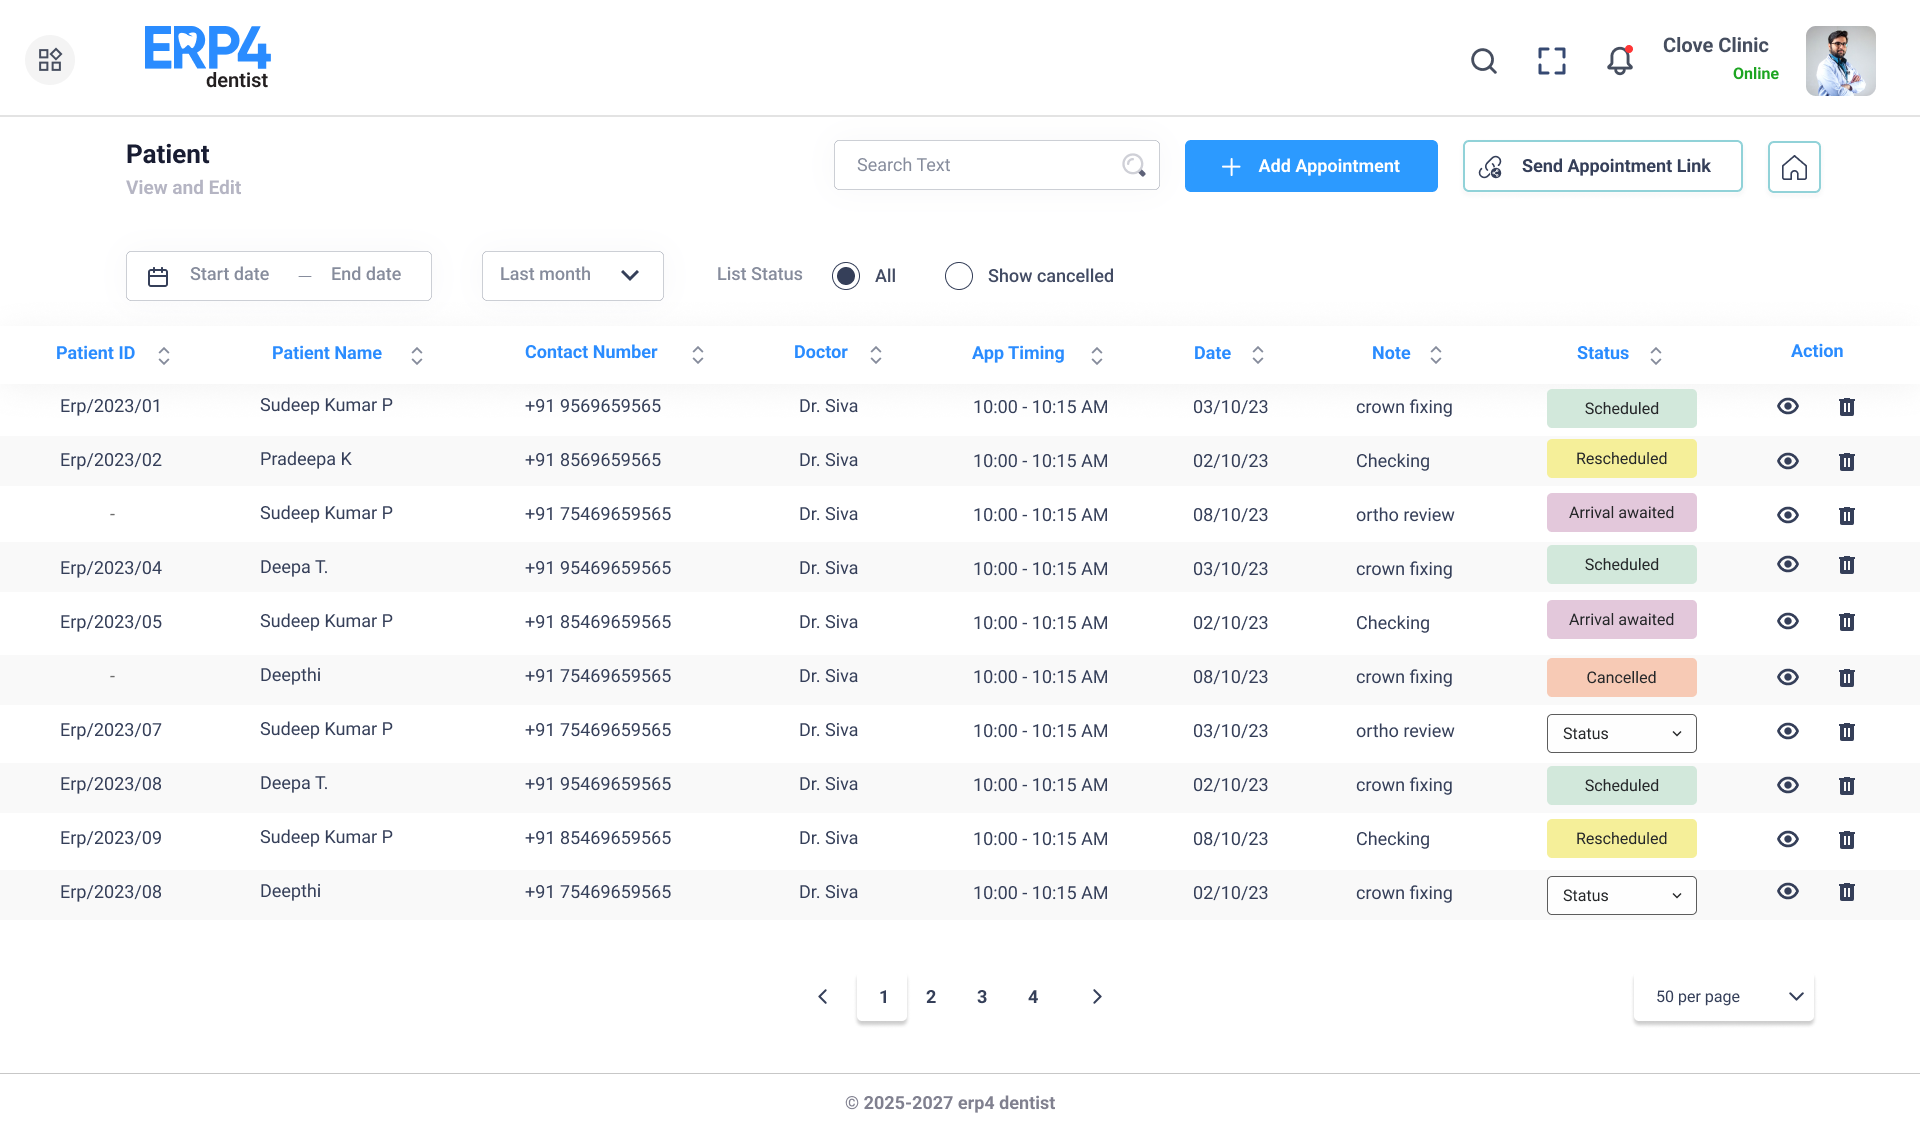 ERP4
dentist
Clove Clinic
Online
Patient
View and Edit
Search Text
Add Appointment
Send Appointment Link
Start date — End date
Last month
List Status
All
Show cancelled
Patient ID Patient Name Contact Number Doctor App Timing Date Note Status Action
Erp/2023/01 Sudeep Kumar P +91 9569659565 Dr. Siva 10:00 - 10:15 AM 03/10/23 crown fixing Scheduled
Erp/2023/02 Pradeepa K +91 8569659565 Dr. Siva 10:00 - 10:15 AM 02/10/23 Checking Rescheduled
- Sudeep Kumar P +91 75469659565 Dr. Siva 10:00 - 10:15 AM 08/10/23 ortho review Arrival awaited
Erp/2023/04 Deepa T. +91 95469659565 Dr. Siva 10:00 - 10:15 AM 03/10/23 crown fixing Scheduled
Erp/2023/05 Sudeep Kumar P +91 85469659565 Dr. Siva 10:00 - 10:15 AM 02/10/23 Checking Arrival awaited
- Deepthi +91 75469659565 Dr. Siva 10:00 - 10:15 AM 08/10/23 crown fixing Cancelled
Erp/2023/07 Sudeep Kumar P +91 75469659565 Dr. Siva 10:00 - 10:15 AM 03/10/23 ortho review Status
Erp/2023/08 Deepa T. +91 95469659565 Dr. Siva 10:00 - 10:15 AM 02/10/23 crown fixing Scheduled
Erp/2023/09 Sudeep Kumar P +91 85469659565 Dr. Siva 10:00 - 10:15 AM 08/10/23 Checking Rescheduled
Erp/2023/08 Deepthi +91 75469659565 Dr. Siva 10:00 - 10:15 AM 02/10/23 crown fixing Status
1 2 3 4
50 per page
© 2025-2027 erp4 dentist